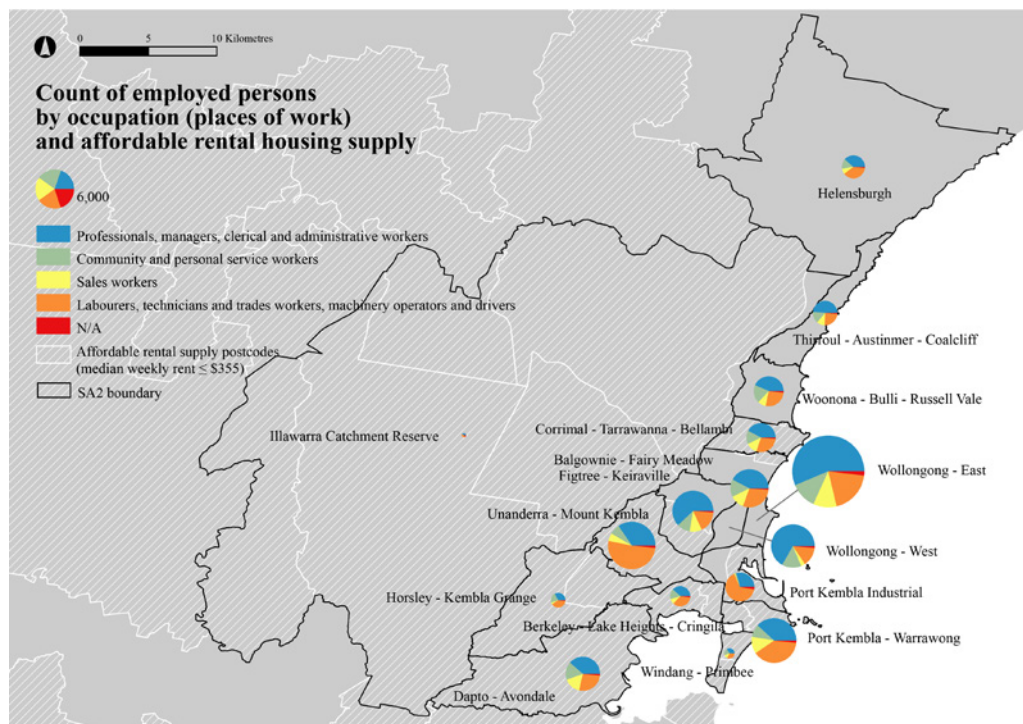 0 5 10 Kilometres
Count of employed persons
by occupation (places of work)
and affordable rental housing supply
6,000
Professionals, managers, clerical and administrative workers
Community and personal service workers
Sales workers
Labourers, technicians and trades workers, machinery operators and drivers
N/A
Affordable rental supply postcodes
(median weekly rent ≤ $355)
SA2 boundary
Helensburgh
Thirroul - Austinmer - Coalcliff
Woonona - Bulli - Russell Vale
Corrimal - Tarrawanna - Bellambi
Illawarra Catchment Reserve
Balgownie - Fairy Meadow
Figtree - Keiraville
Wollongong - East
Unanderra - Mount Kembla
Wollongong - West
Port Kembla Industrial
Horsley - Kembla Grange
Berkeley - Lake Heights - Cringila
Port Kembla - Warrawong
Windang - Primbee
Dapto - Avondale